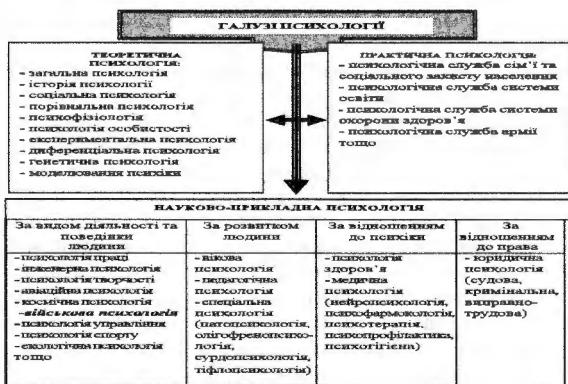 ГАЛУЗІ ПСИХОЛОГІЇ
ТЕОРЕТИЧНА
ПСИХОЛОГІЯ:
- загальна психологія
- історія психології
- соціальна психологія
- порівняльна психологія
- психофізіологія
- психологія особистості
- експериментальна психологія
- диференціальна психологія
- генетична психологія
- моделювання психіки
ПРАКТИЧНА ПСИХОЛОГІЯ:
- психологічна служба сім'ї та
соціального захисту населення
- психологічна служба системи
освіти
- психологічна служба системи
охорони здоров'я
- психологічна служба армії
тощо
НАУКОВО-ПРИКЛАДНА ПСИХОЛОГІЯ
За видом діяльності та
поведінки
людини
- психологія праці
- інженерна психологія
- психологія творчості
- авіаційна психологія
- космічна психологія
- військова психологія
- психологія управління
- психологія спорту
- екологічна психологія
тощо
За розвитком
людини
- вікова
психологія
- педагогічна
психологія
- спеціальна
психологія
(патопсихологія,
олігофренопсихо-
логія,
сурдопсихологія,
тіфлопсихологія)
За відношенням
до психіки
- психологія
здоров'я
- медична
психологія
(нейропсихологія,
психофармокологія,
психотерапія,
психопрофілактика,
психогігієна)
За
відношенням
до права
- юридична
психологія
(судова,
кримінальна,
виправно-
трудова)